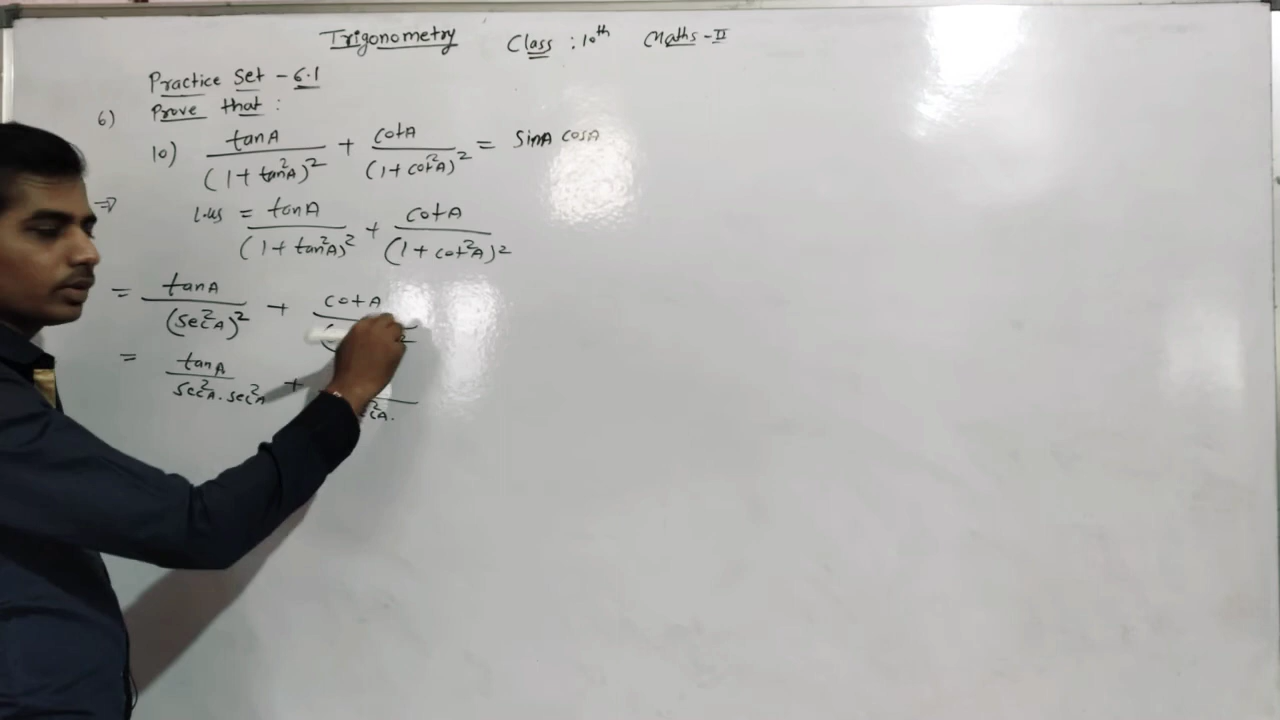 Trigonometry Class : 10th Maths-II
Practice Set - 6.1
6) Prove that :
10) tanA / (1 + tan²A)² + cotA / (1 + cot²A)² = sinA cosA
⇒ L.H.S = tanA / (1 + tan²A)² + cotA / (1 + cot²A)²
= tanA / (sec²A)² + cotA / ( 2
= tanA / sec²A . sec²A +